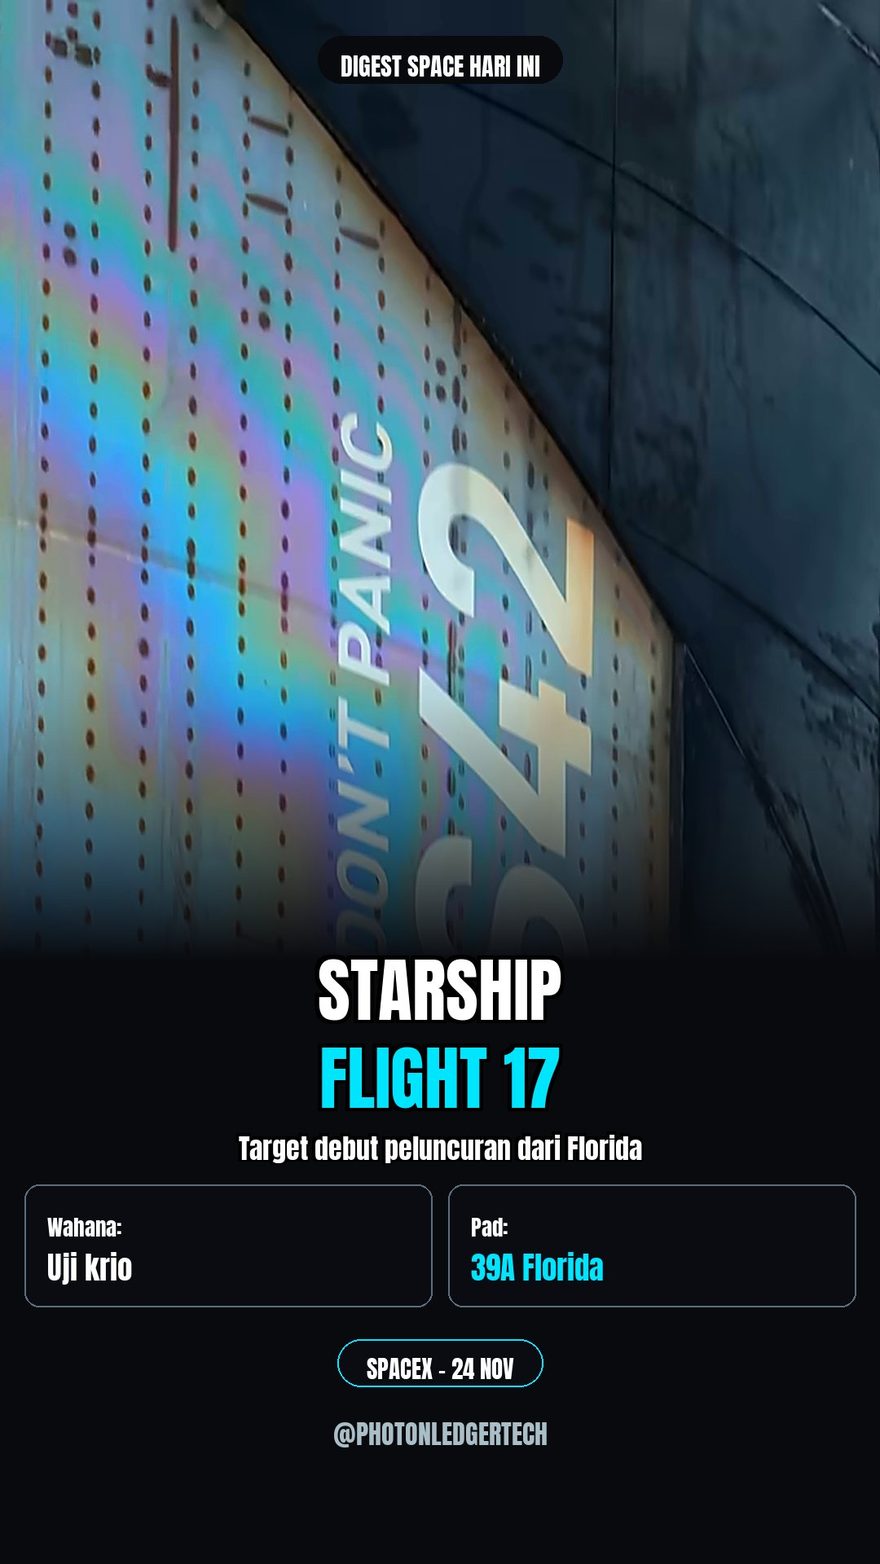 DIGEST SPACE HARI INI
DON'T PANIC
S42
STARSHIP
FLIGHT 17
Target debut peluncuran dari Florida
Wahana:
Uji krio
Pad:
39A Florida
SPACEX - 24 NOV
@PHOTONLEDGERTECH